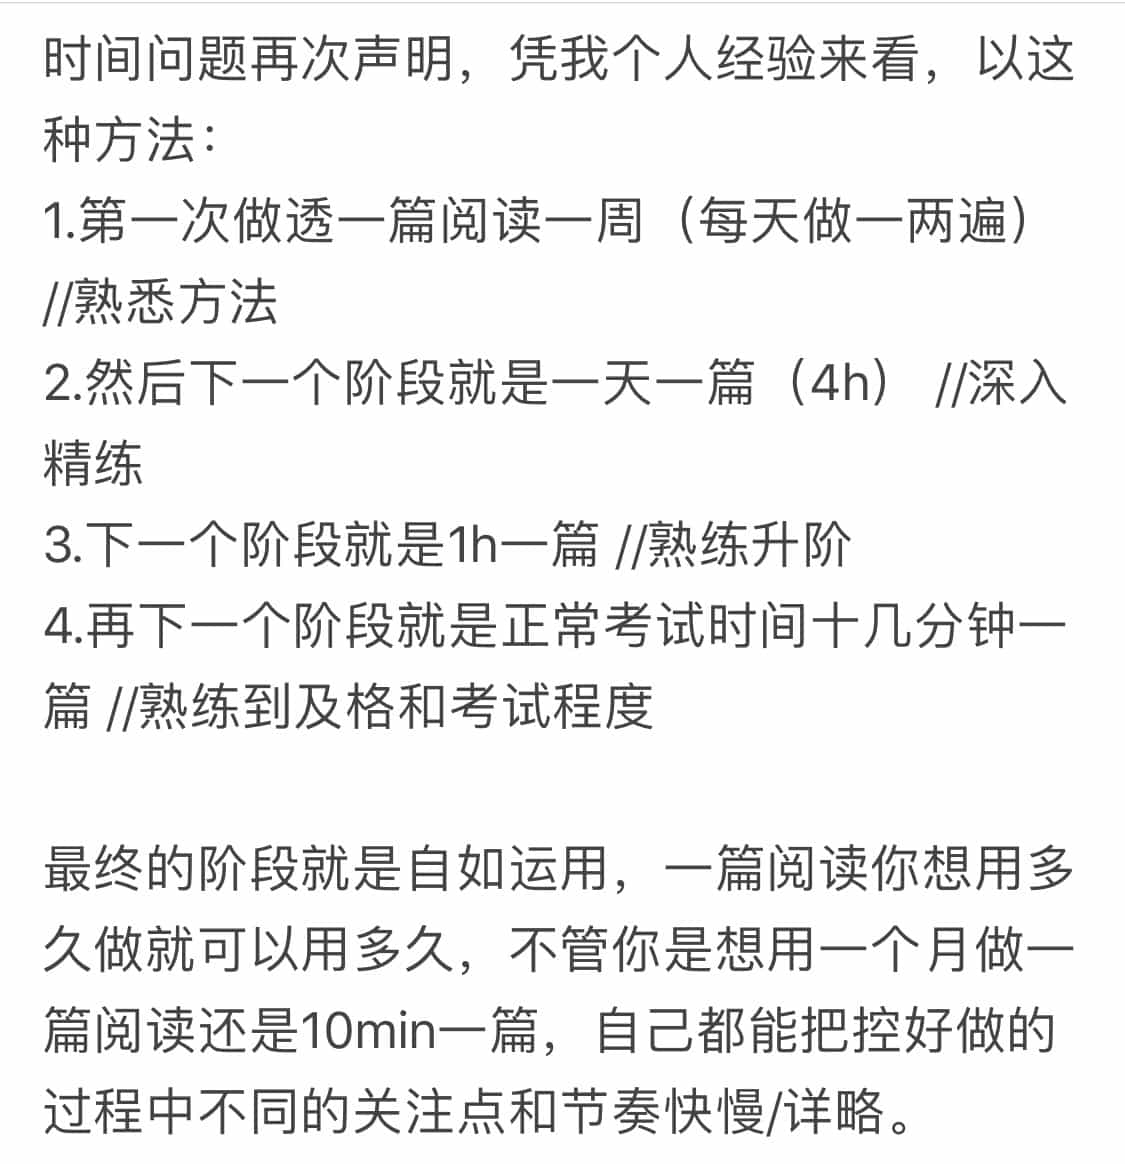 时间问题再次声明，凭我个人经验来看，以这
种方法：
1.第一次做透一篇阅读一周（每天做一两遍）
//熟悉方法
2.然后下一个阶段就是一天一篇（4h） //深入
精练
3.下一个阶段就是1h一篇 //熟练升阶
4.再下一个阶段就是正常考试时间十几分钟一
篇 //熟练到及格和考试程度
最终的阶段就是自如运用，一篇阅读你想用多
久做就可以用多久，不管你是想用一个月做一
篇阅读还是10min一篇，自己都能把控好做的
过程中不同的关注点和节奏快慢/详略。